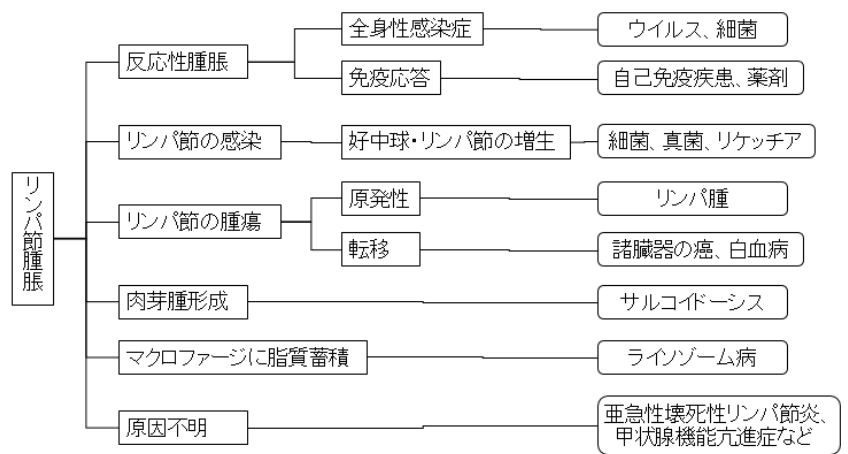 リンパ節腫脹
反応性腫脹
全身性感染症
ウイルス、細菌
免疫応答
自己免疫疾患、薬剤
リンパ節の感染
好中球・リンパ節の増生
細菌、真菌、リケッチア
リンパ節の腫瘍
原発性
リンパ腫
転移
諸臓器の癌、白血病
肉芽腫形成
サルコイドーシス
マクロファージに脂質蓄積
ライソゾーム病
原因不明
亜急性壊死性リンパ節炎、
甲状腺機能亢進症など